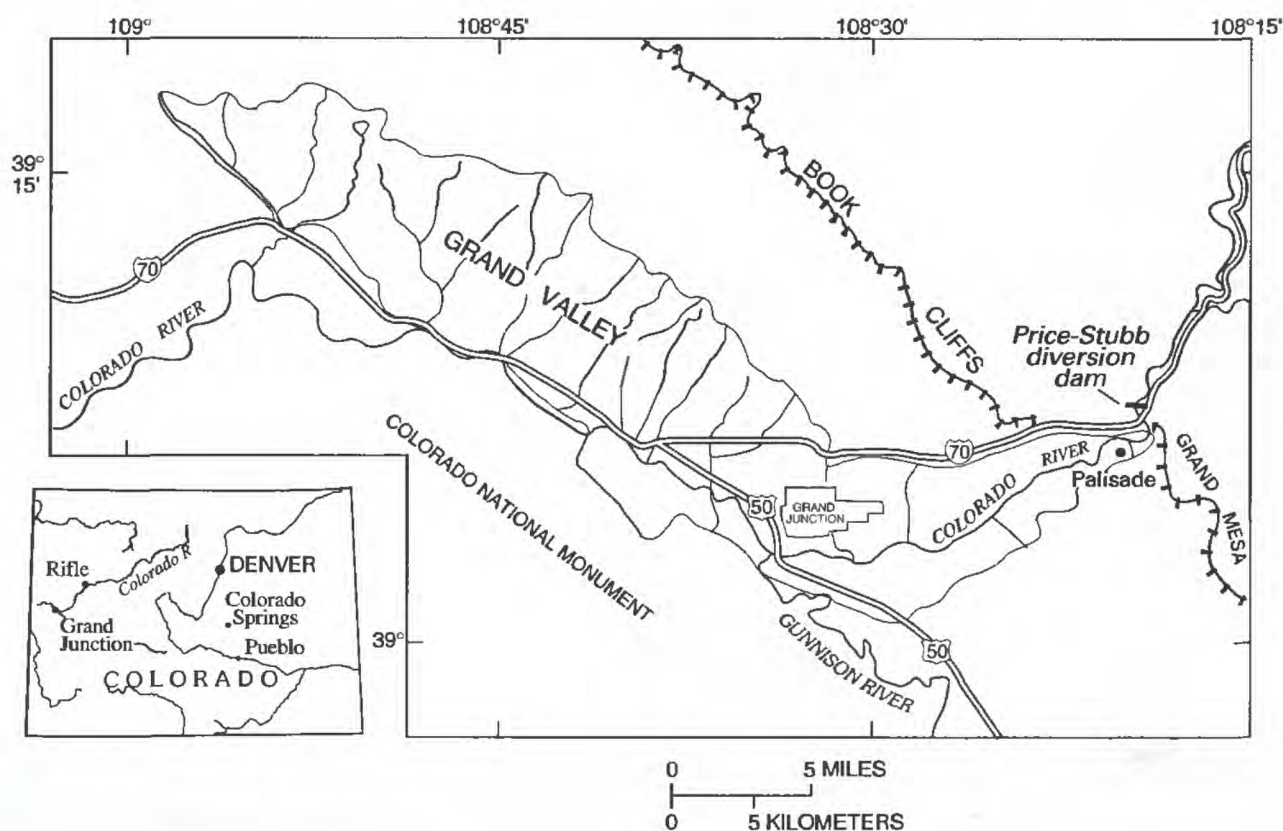 109°
108°45'
108°30'
108°15'
39°
15'
BOOK
CLIFFS
GRAND VALLEY
70
COLORADO RIVER
Price-Stubb
diversion
dam
70
COLORADO RIVER
Palisade
GRAND
MESA
COLORADO NATIONAL MONUMENT
50
GRAND
JUNCTION
39°
GUNNISON RIVER
50
Rifle
Colorado R
DENVER
Colorado
Springs
Grand
Junction
Pueblo
COLORADO
0 5 MILES
0 5 KILOMETERS